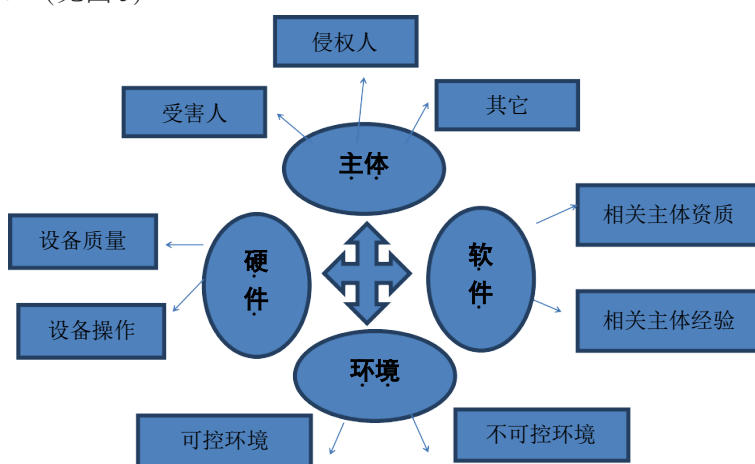 侵权人
受害人
其它
主体
相关主体资质
设备质量
硬
件
软
件
设备操作
相关主体经验
环境
可控环境
不可控环境